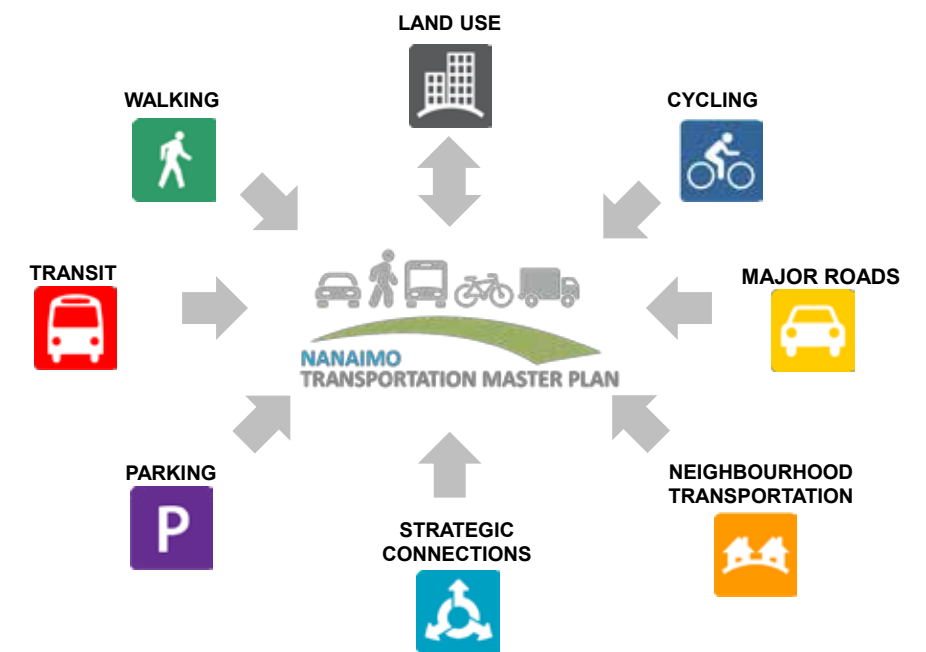 LAND USE
WALKING
CYCLING
TRANSIT
MAJOR ROADS
NANAIMO
TRANSPORTATION MASTER PLAN
PARKING
P
NEIGHBOURHOOD
TRANSPORTATION
STRATEGIC
CONNECTIONS